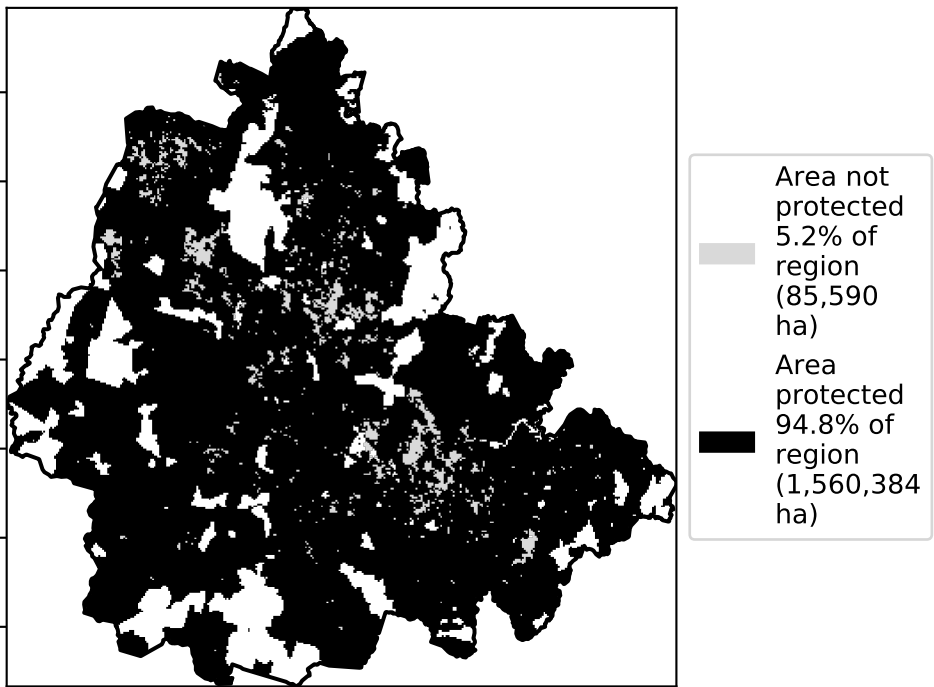 Area not
protected
5.2% of
region
(85,590
ha)
Area
protected
94.8% of
region
(1,560,384
ha)